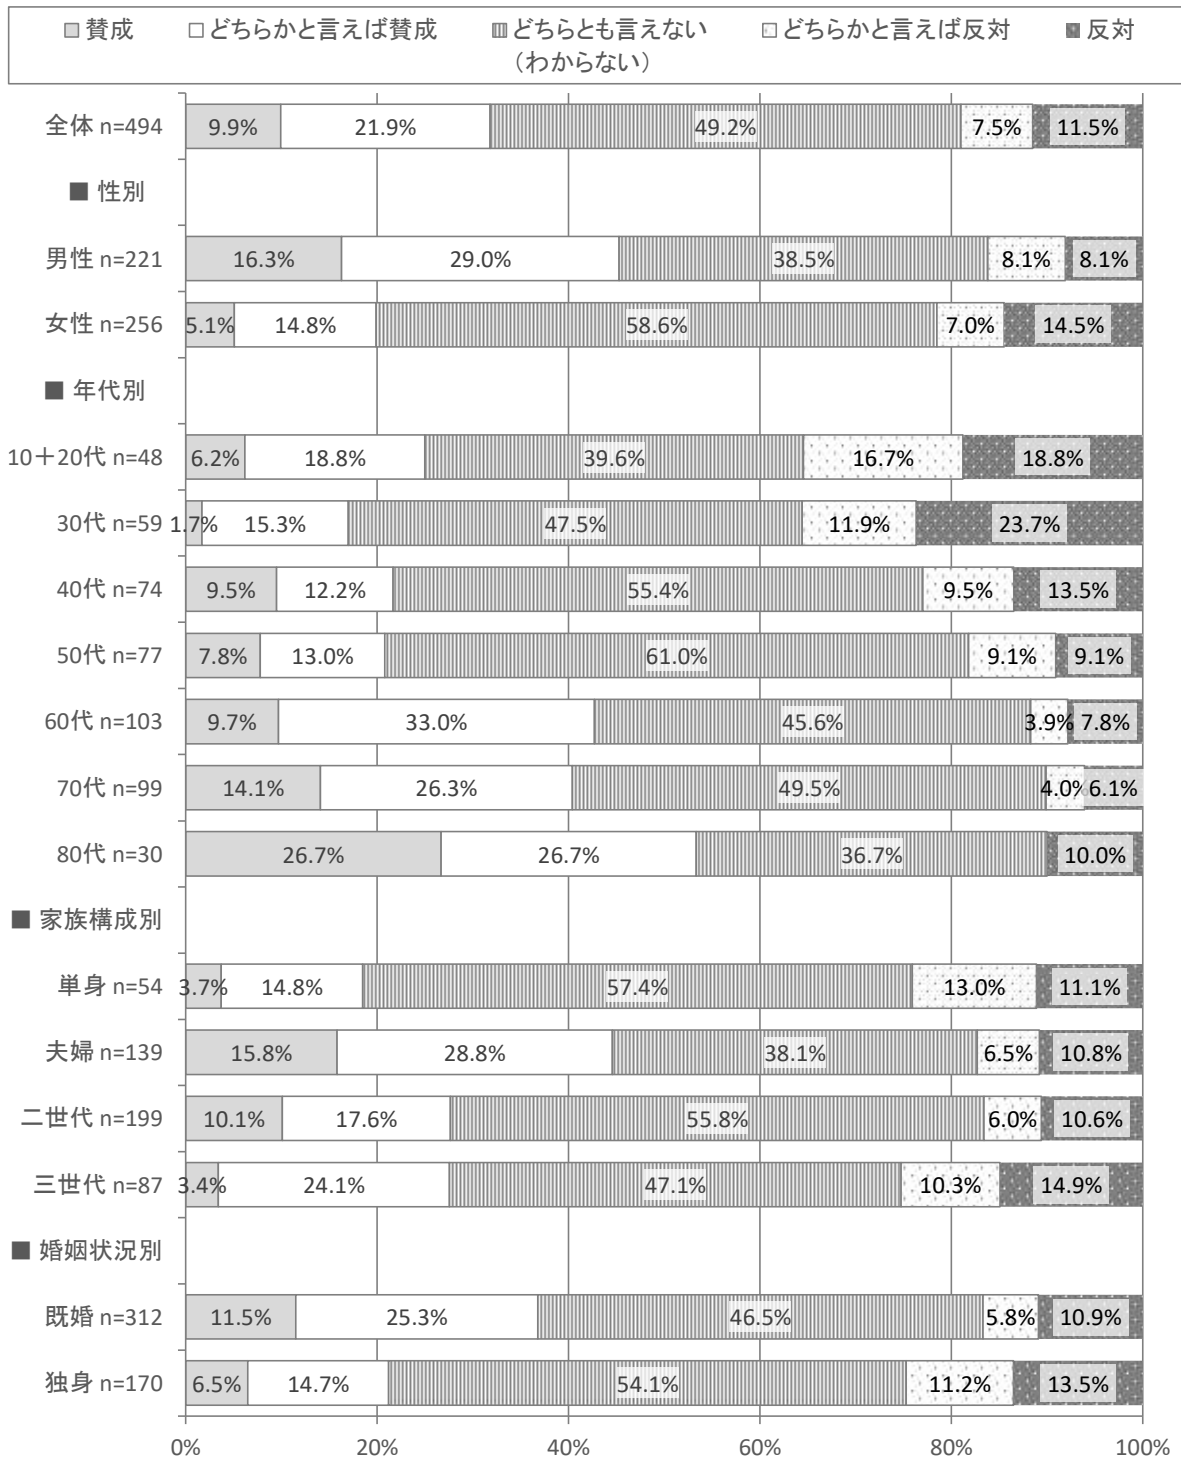 賛成 どちらかと言えば賛成 どちらとも言えない どちらかと言えば反対 反対
（わからない）
全体 n=494 9.9% 21.9% 49.2% 7.5% 11.5%
■ 性別
男性 n=221 16.3% 29.0% 38.5% 8.1% 8.1%
女性 n=256 5.1% 14.8% 58.6% 7.0% 14.5%
■ 年代別
10＋20代 n=48 6.2% 18.8% 39.6% 16.7% 18.8%
30代 n=59 1.7% 15.3% 47.5% 11.9% 23.7%
40代 n=74 9.5% 12.2% 55.4% 9.5% 13.5%
50代 n=77 7.8% 13.0% 61.0% 9.1% 9.1%
60代 n=103 9.7% 33.0% 45.6% 3.9% 7.8%
70代 n=99 14.1% 26.3% 49.5% 4.0% 6.1%
80代 n=30 26.7% 26.7% 36.7% 10.0%
■ 家族構成別
単身 n=54 3.7% 14.8% 57.4% 13.0% 11.1%
夫婦 n=139 15.8% 28.8% 38.1% 6.5% 10.8%
二世代 n=199 10.1% 17.6% 55.8% 6.0% 10.6%
三世代 n=87 3.4% 24.1% 47.1% 10.3% 14.9%
■ 婚姻状況別
既婚 n=312 11.5% 25.3% 46.5% 5.8% 10.9%
独身 n=170 6.5% 14.7% 54.1% 11.2% 13.5%
0% 20% 40% 60% 80% 100%